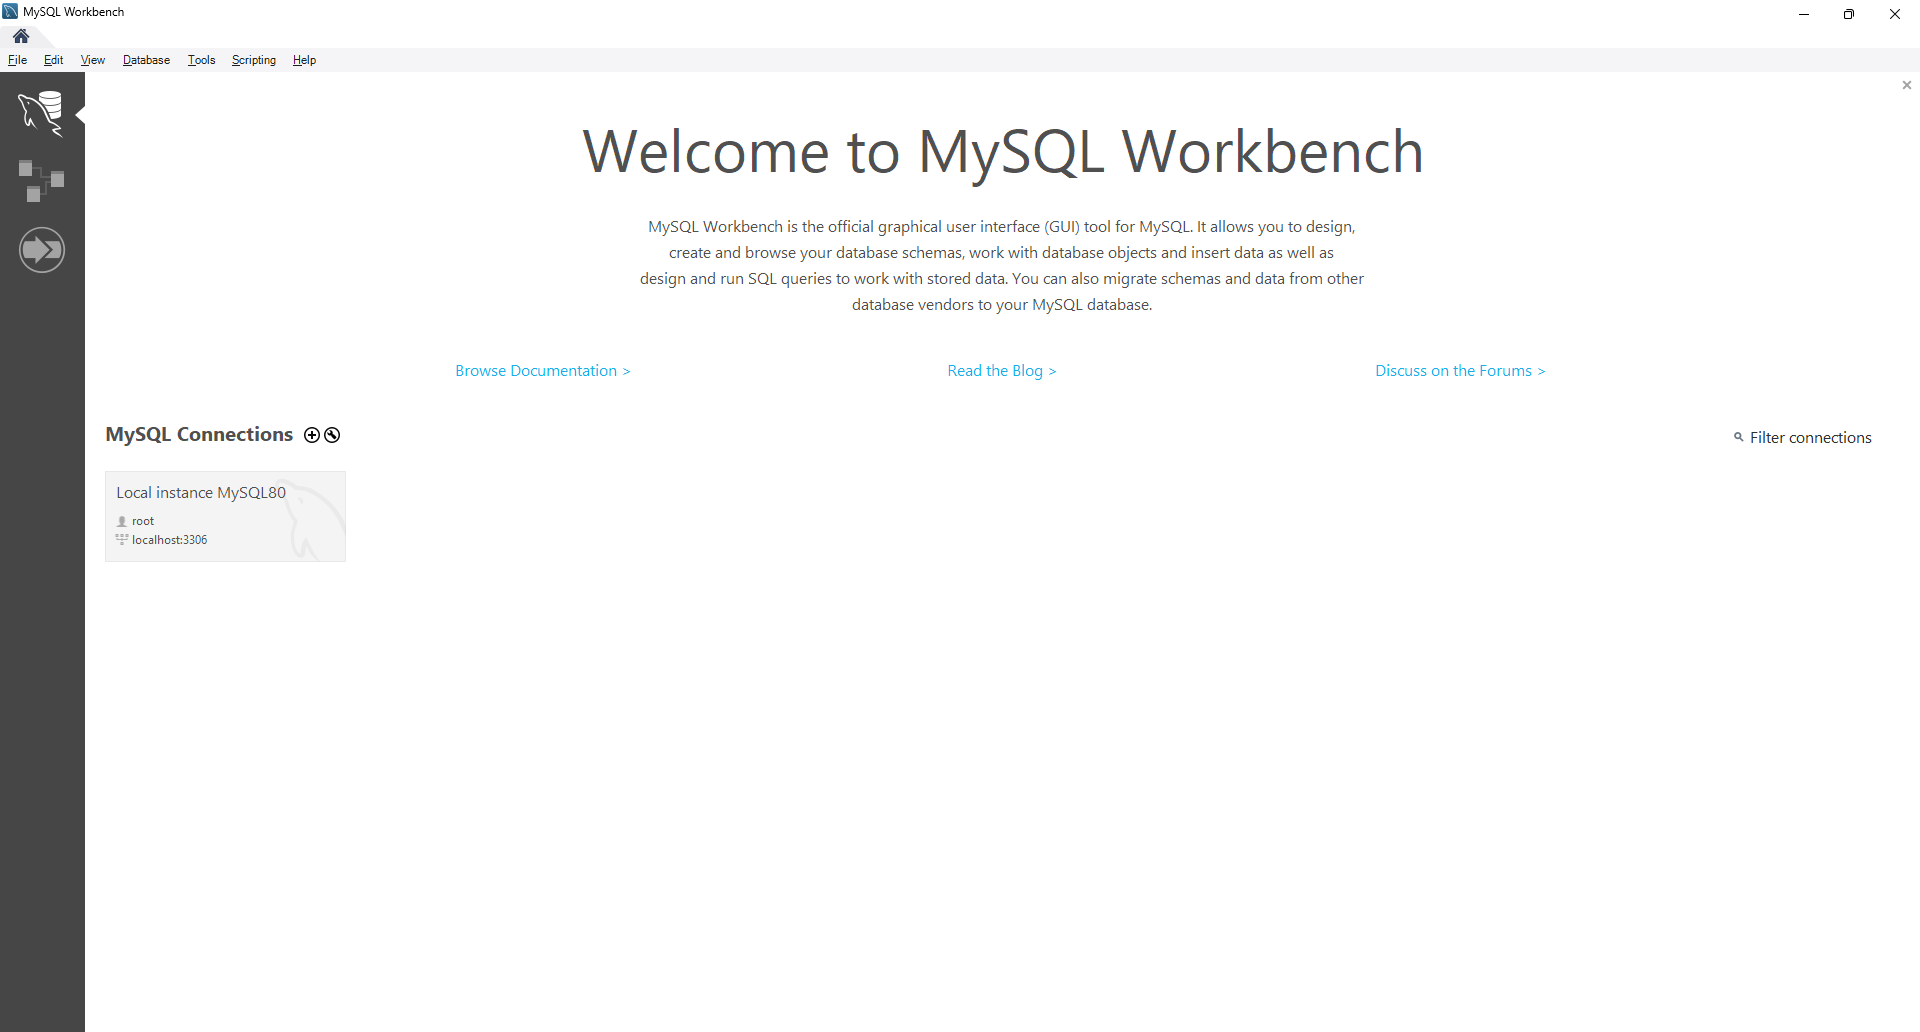 MySQL Workbench
File Edit View Database Tools Scripting Help
Welcome to MySQL Workbench
MySQL Workbench is the official graphical user interface (GUI) tool for MySQL. It allows you to design,
create and browse your database schemas, work with database objects and insert data as well as
design and run SQL queries to work with stored data. You can also migrate schemas and data from other
database vendors to your MySQL database.
Browse Documentation > Read the Blog > Discuss on the Forums >
MySQL Connections Filter connections
Local instance MySQL80
root
localhost:3306